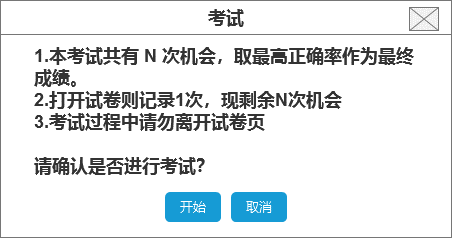 考试
1.本考试共有 N 次机会，取最高正确率作为最终
成绩。
2.打开试卷则记录1次，现剩余N次机会
3.考试过程中请勿离开试卷页
请确认是否进行考试?
开始
取消